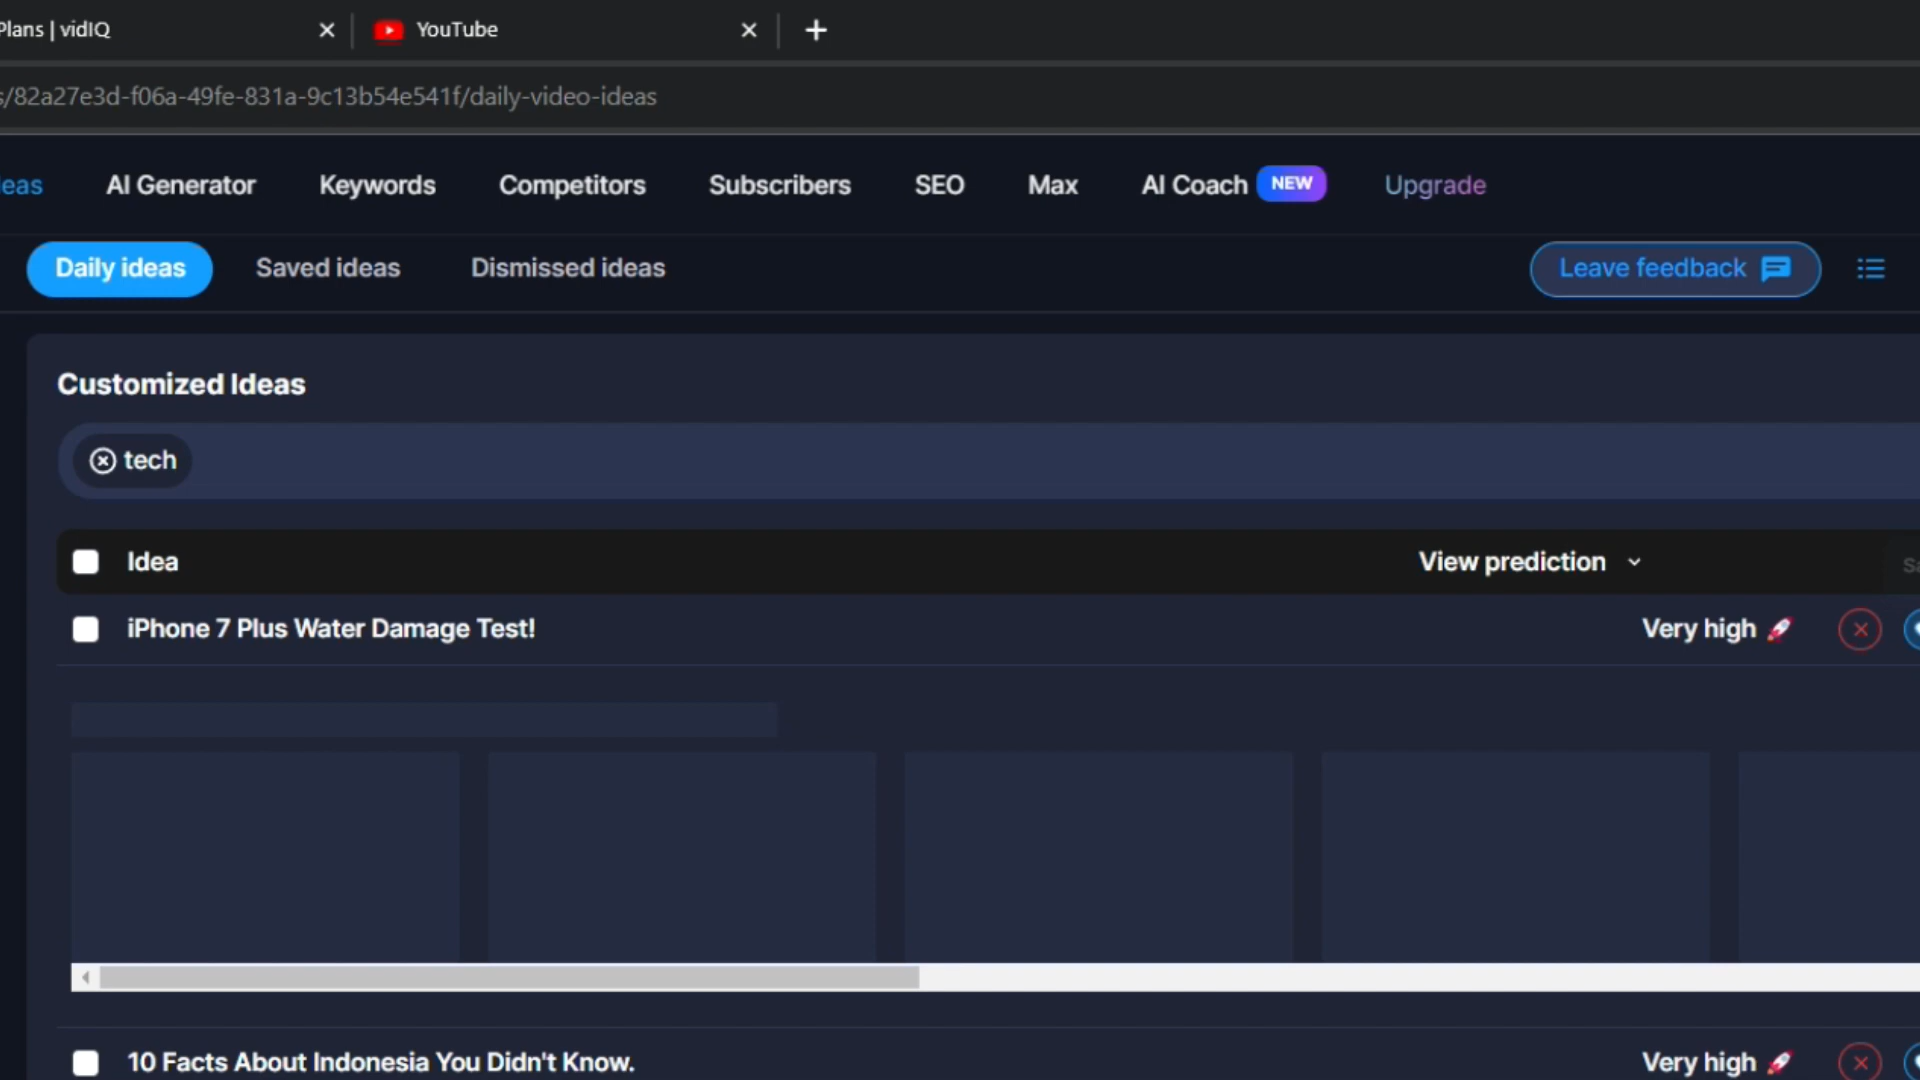 Plans | vidIQ YouTube
s/82a27e3d-f06a-49fe-831a-9c13b54e541f/daily-video-ideas
eas AI Generator Keywords Competitors Subscribers SEO Max AI Coach NEW Upgrade
Daily ideas Saved ideas Dismissed ideas Leave feedback
Customized Ideas
tech
Idea View prediction Sa
iPhone 7 Plus Water Damage Test! Very high
10 Facts About Indonesia You Didn't Know. Very high